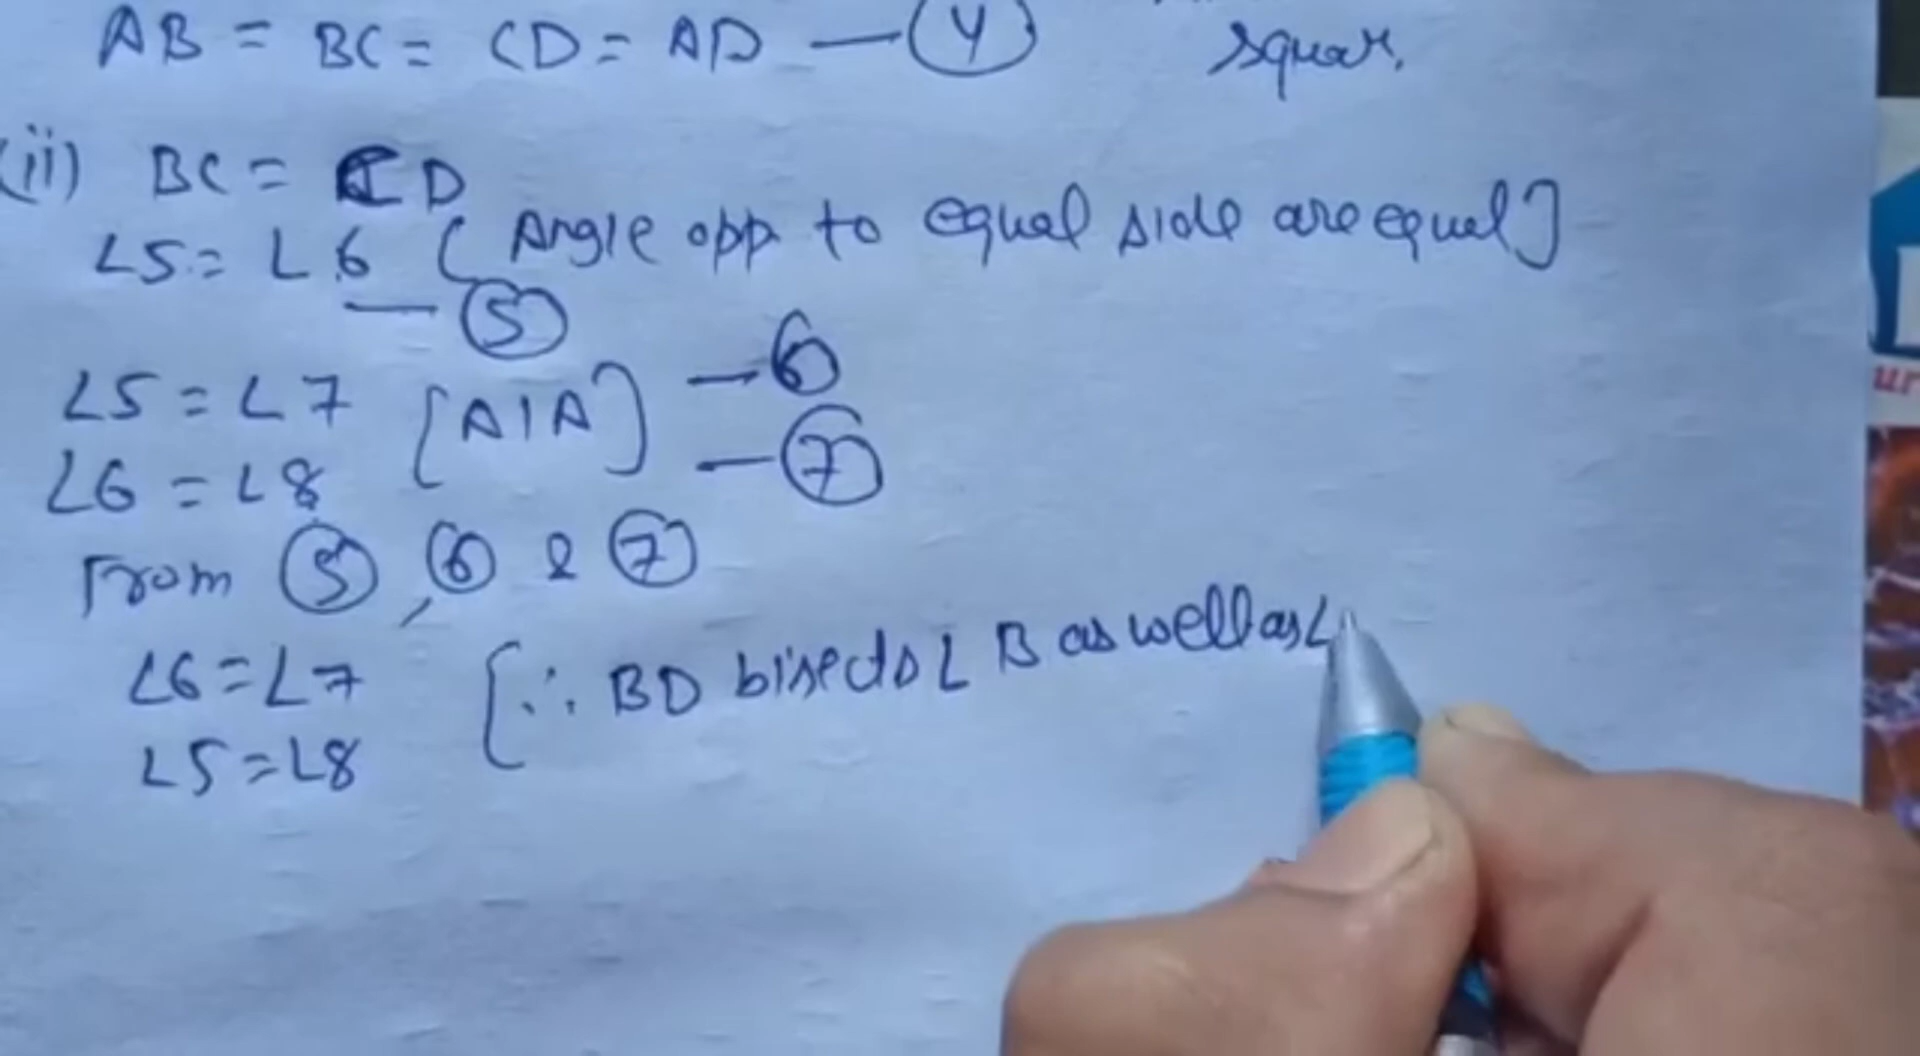 AB = BC = CD = AD — (4)
squar.
(ii) BC = CD
∠5 = ∠6 [Angle opp to equal side are equal]
— (5)
∠5 = ∠7 [AIA] — (6)
∠6 = ∠8 — (7)
From (5), (6) & (7)
∠6 = ∠7 [∵ BD bisects ∠B as well as ∠
∠5 = ∠8
ur